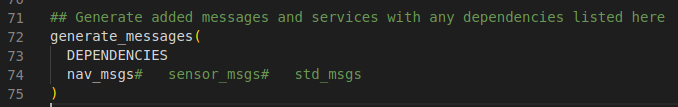 71 ## Generate added messages and services with any dependencies listed here
72 generate_messages(
73   DEPENDENCIES
74   nav_msgs#   sensor_msgs#   std_msgs
75 )